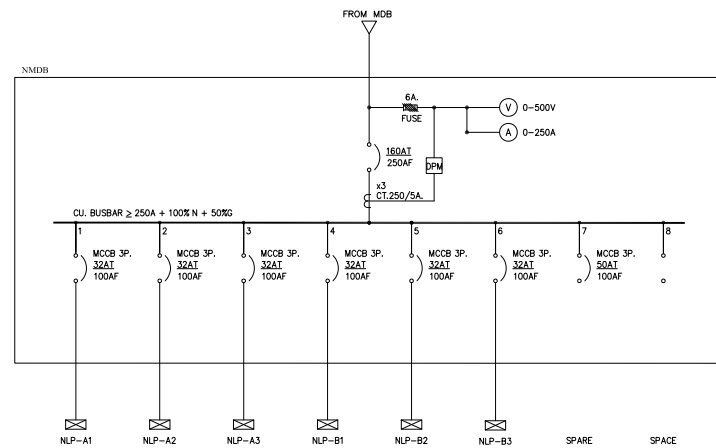 FROM MDB
NMDB
6A.
FUSE
V 0-500V
A 0-250A
160AT
250AF
DPM
x3
CT.250/5A.
CU. BUSBAR ≥ 250A + 100% N + 50%G
1 2 3 4 5 6 7 8
MCCB 3P. MCCB 3P. MCCB 3P. MCCB 3P. MCCB 3P. MCCB 3P. MCCB 3P.
32AT 32AT 32AT 32AT 32AT 32AT 50AT
100AF 100AF 100AF 100AF 100AF 100AF 100AF
NLP-A1 NLP-A2 NLP-A3 NLP-B1 NLP-B2 NLP-B3 SPARE SPACE